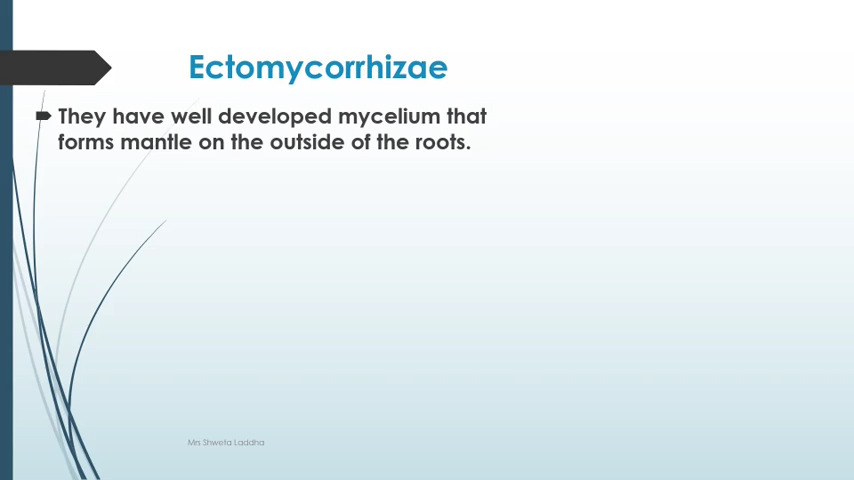 Ectomycorrhizae
They have well developed mycelium that
forms mantle on the outside of the roots.
Mrs Shweta Laddha